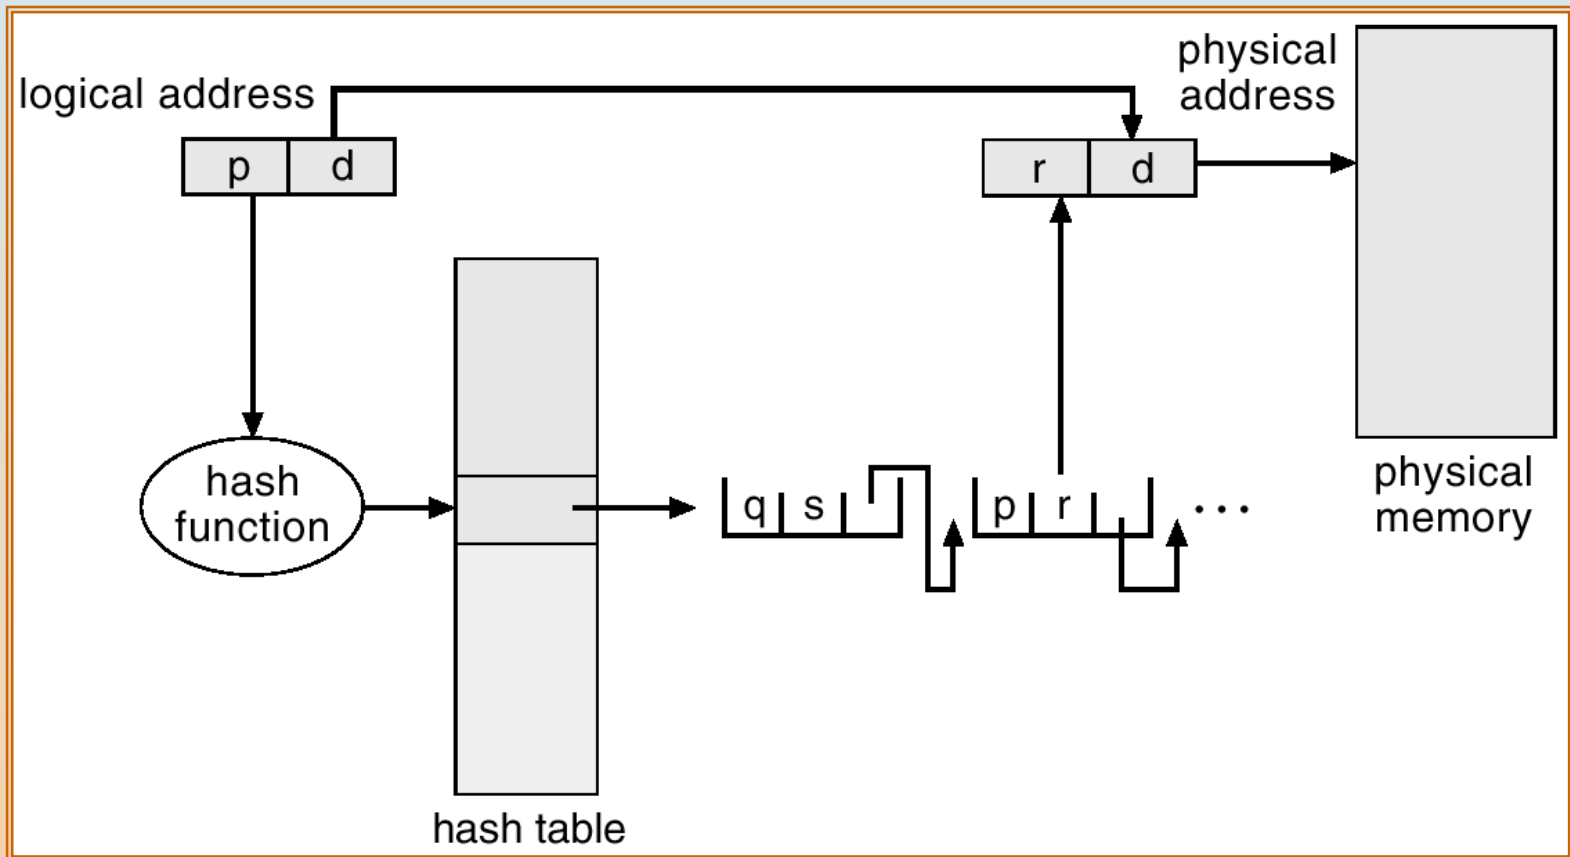 logical address
physical
address
p d
r d
hash
function
q s
p r
...
physical
memory
hash table